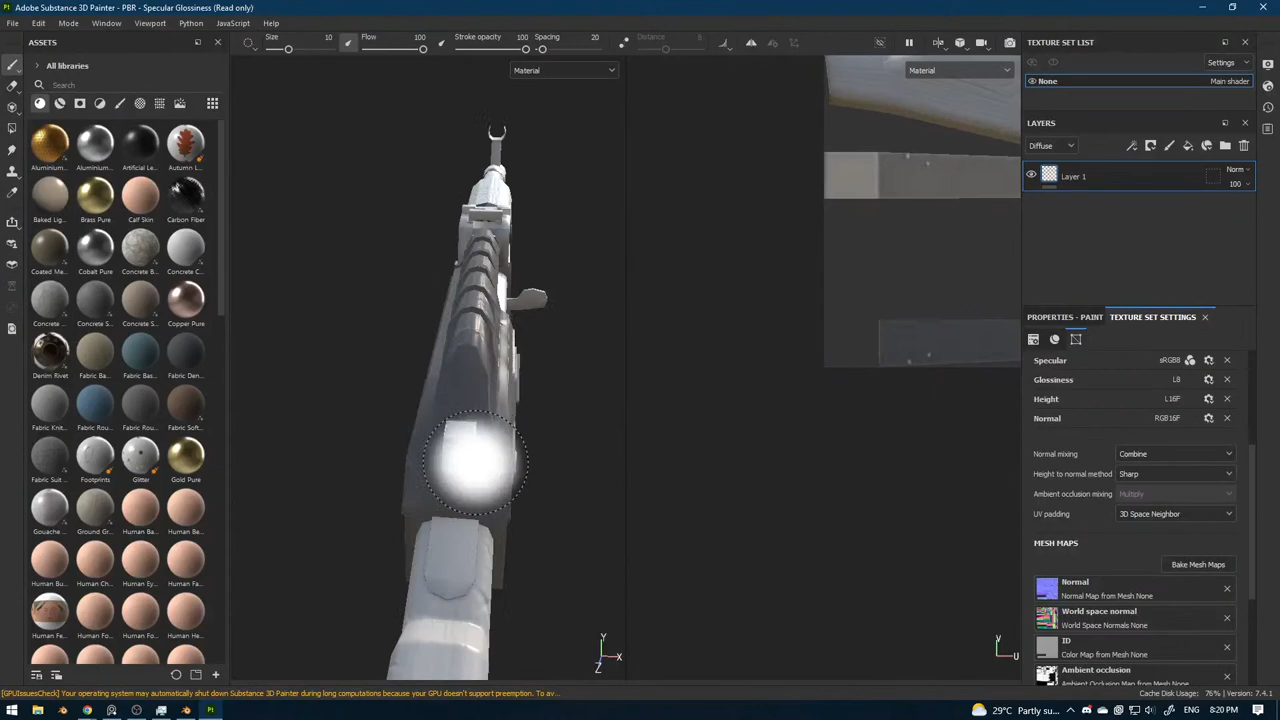 Adobe Substance 3D Painter - PBR - Specular Glossiness (Read only)
File Edit Mode Window Viewport Python JavaScript Help
ASSETS
Size 10 Flow 100 Stroke opacity 100 Spacing 20 Distance 8
TEXTURE SET LIST
All libraries
Search
Material
Material
Settings
None Main shader
LAYERS
Diffuse
Layer 1 Norm
100
Aluminium... Aluminium... Artificial Le... Autumn L...
Baked Lig... Brass Pure Calf Skin Carbon Fiber
Coated Me... Cobalt Pure Concrete B... Concrete C...
Concrete ... Concrete S... Concrete S... Copper Pure
Denim Rivet Fabric Ba... Fabric Bas... Fabric Den...
Fabric Knit... Fabric Rou... Fabric Rou... Fabric Soft...
Fabric Suit ... Footprints Glitter Gold Pure
Gouache ... Ground Gr... Human Ba... Human Be...
Human Bu... Human Ch... Human Ey... Human Fa...
Human Fe... Human Fo... Human Fo... Human He...
PROPERTIES - PAINT TEXTURE SET SETTINGS
Specular sRGB8
Glossiness L8
Height L16F
Normal RGB16F
Normal mixing Combine
Height to normal method Sharp
Ambient occlusion mixing Multiply
UV padding 3D Space Neighbor
MESH MAPS
Bake Mesh Maps
Normal
Normal Map from Mesh None
World space normal
World Space Normals None
ID
Color Map from Mesh None
Ambient occlusion
Ambient Occlusion Map from Mesh None
Y
X
Z
V
U
[GPUIssuesCheck] Your operating system may automatically shut down Substance 3D Painter during long computations because your GPU doesn't support preemption. To av...
Cache Disk Usage: 76% | Version: 7.4.1
29°C Partly su... ENG 8:20 PM